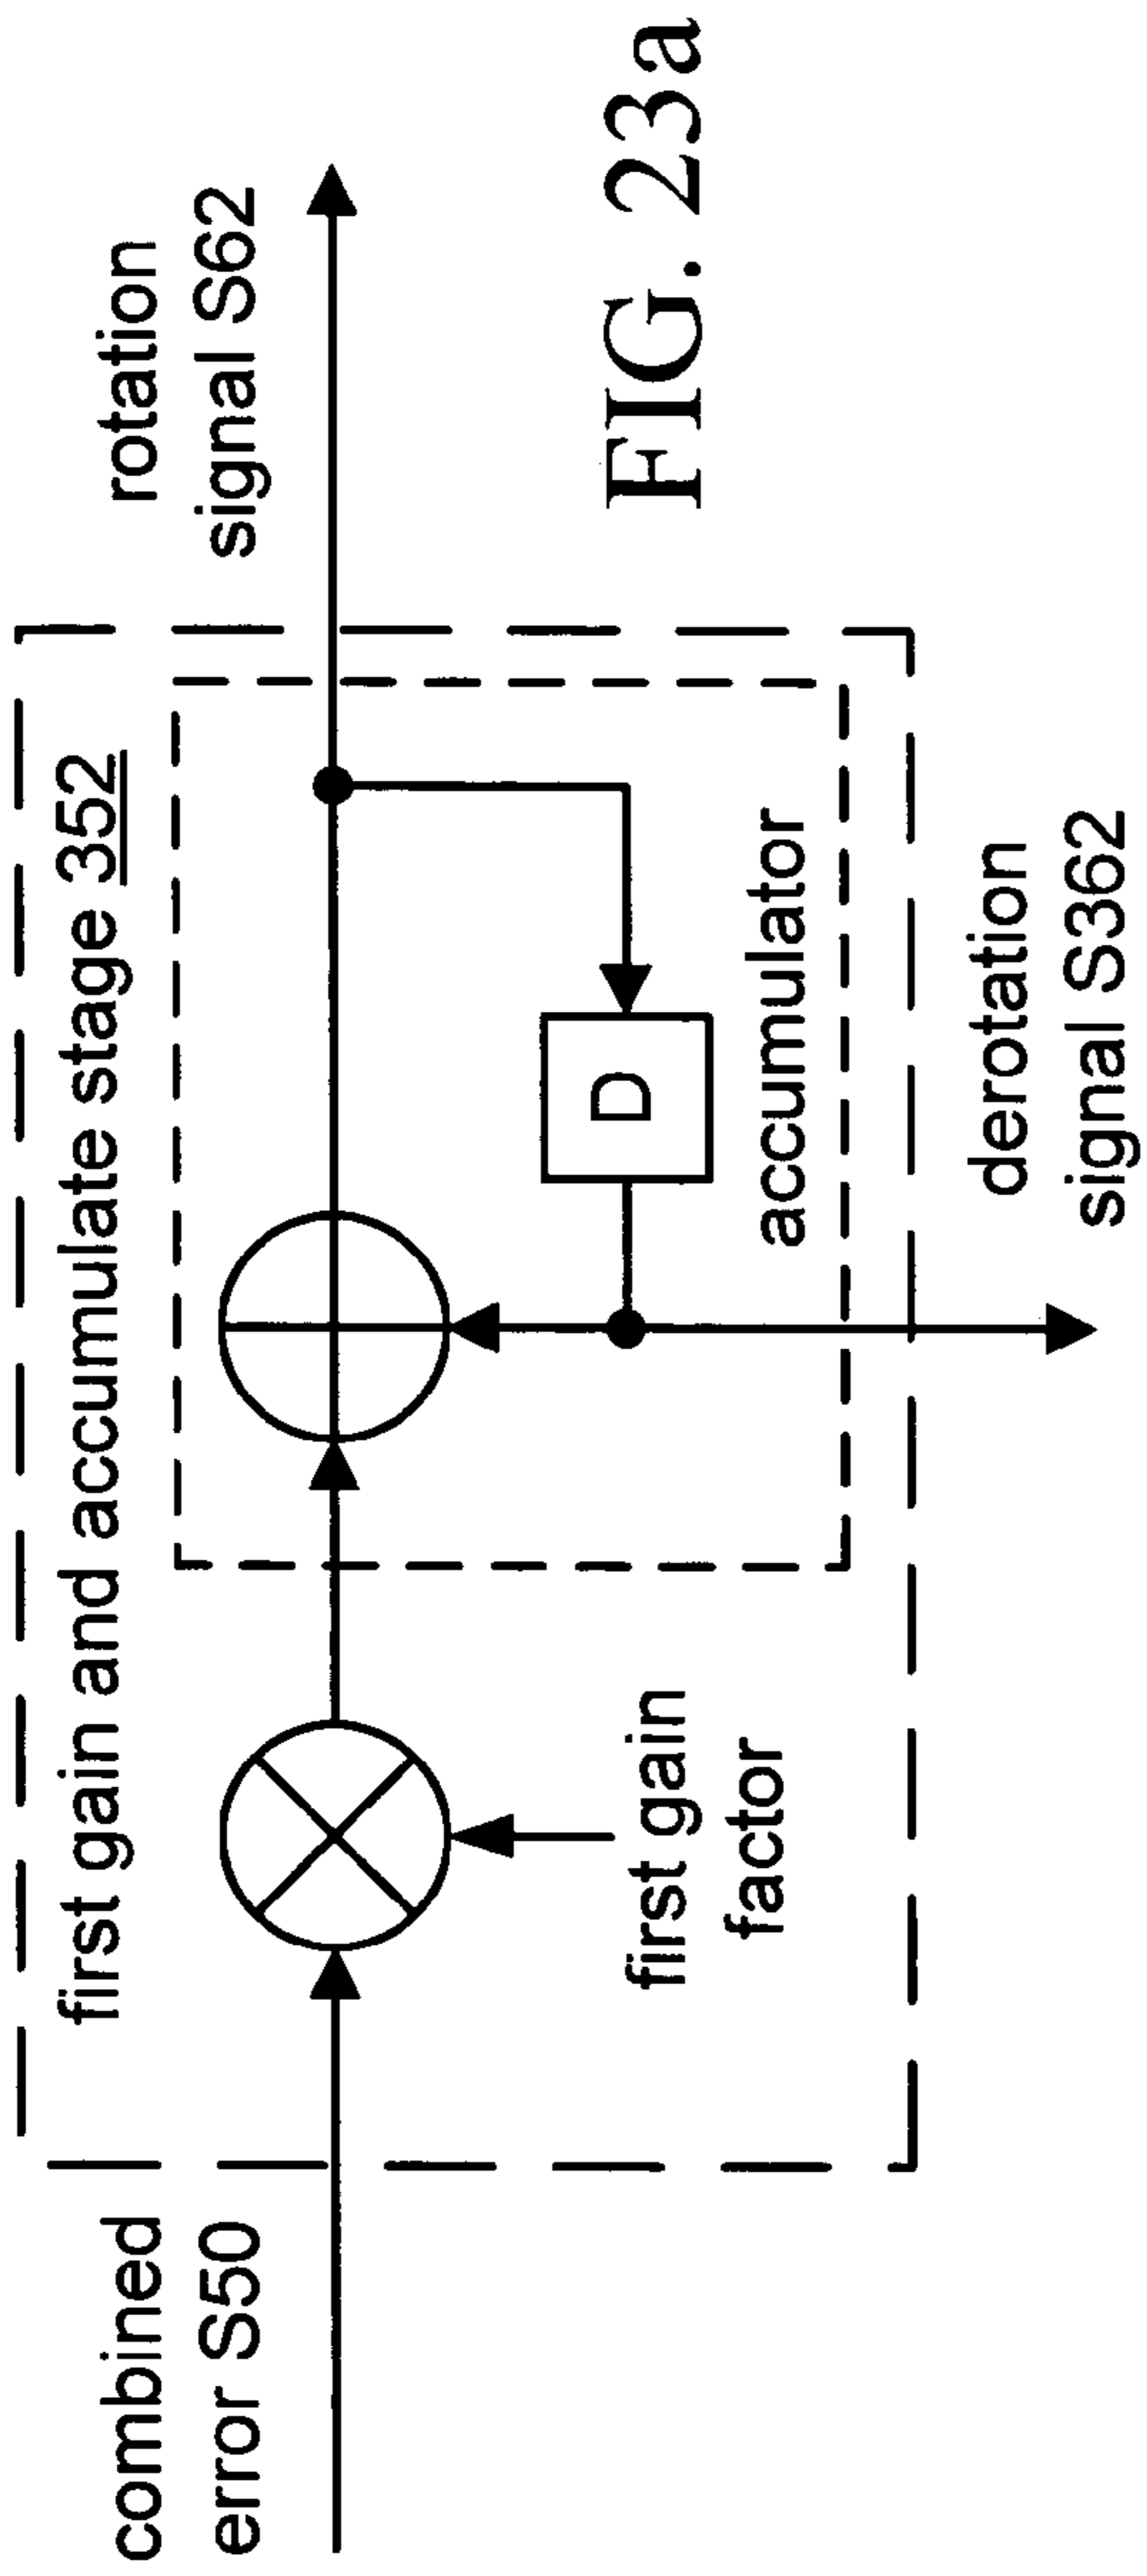 first gain and accumulate stage 352
combined
error S50
rotation
signal S62
first gain
factor
D
accumulator
derotation
signal S362
FIG. 23a